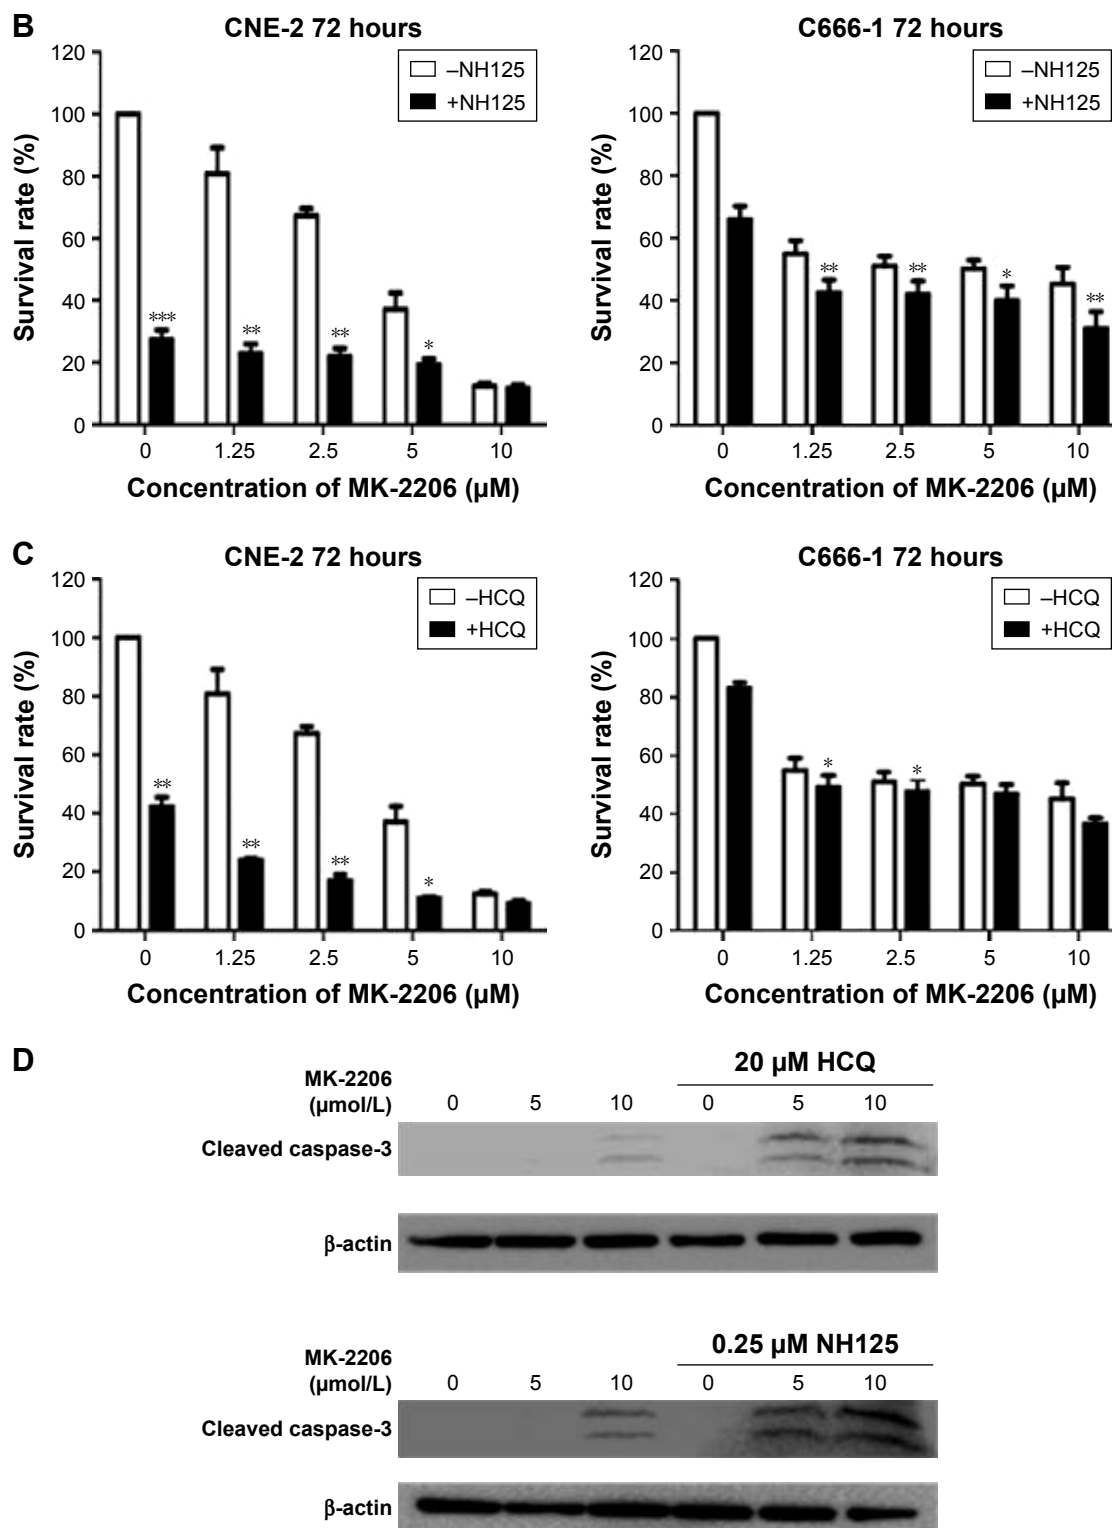 B
CNE-2 72 hours
120
100
80
60
40
20
0
Survival rate (%)
–NH125
+NH125
***
**
**
*
0 1.25 2.5 5 10
Concentration of MK-2206 (µM)
C666-1 72 hours
120
100
80
60
40
20
0
Survival rate (%)
–NH125
+NH125
**
**
*
**
0 1.25 2.5 5 10
Concentration of MK-2206 (µM)
C
CNE-2 72 hours
120
100
80
60
40
20
0
Survival rate (%)
–HCQ
+HCQ
**
**
**
*
0 1.25 2.5 5 10
Concentration of MK-2206 (µM)
C666-1 72 hours
120
100
80
60
40
20
0
Survival rate (%)
–HCQ
+HCQ
*
*
0 1.25 2.5 5 10
Concentration of MK-2206 (µM)
D
20 µM HCQ
MK-2206
(µmol/L) 0 5 10 0 5 10
Cleaved caspase-3
β-actin
0.25 µM NH125
MK-2206
(µmol/L) 0 5 10 0 5 10
Cleaved caspase-3
β-actin